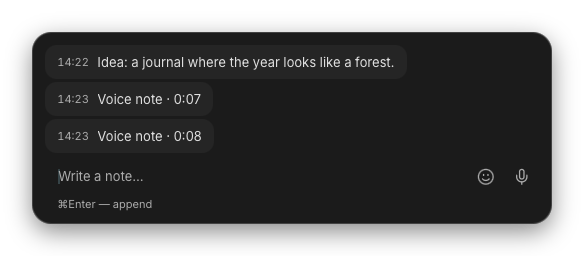 14:22 Idea: a journal where the year looks like a forest.
14:23 Voice note · 0:07
14:23 Voice note · 0:08
Write a note...
⌘Enter — append